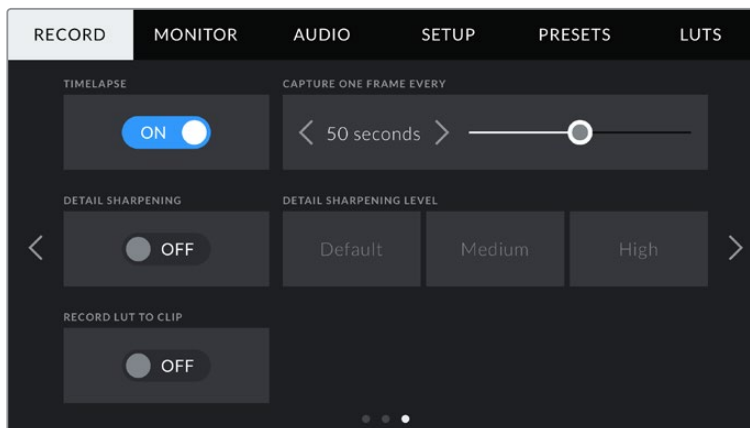 RECORD MONITOR AUDIO SETUP PRESETS LUTS
TIMELAPSE CAPTURE ONE FRAME EVERY
ON 50 seconds
DETAIL SHARPENING DETAIL SHARPENING LEVEL
OFF Default Medium High
RECORD LUT TO CLIP
OFF